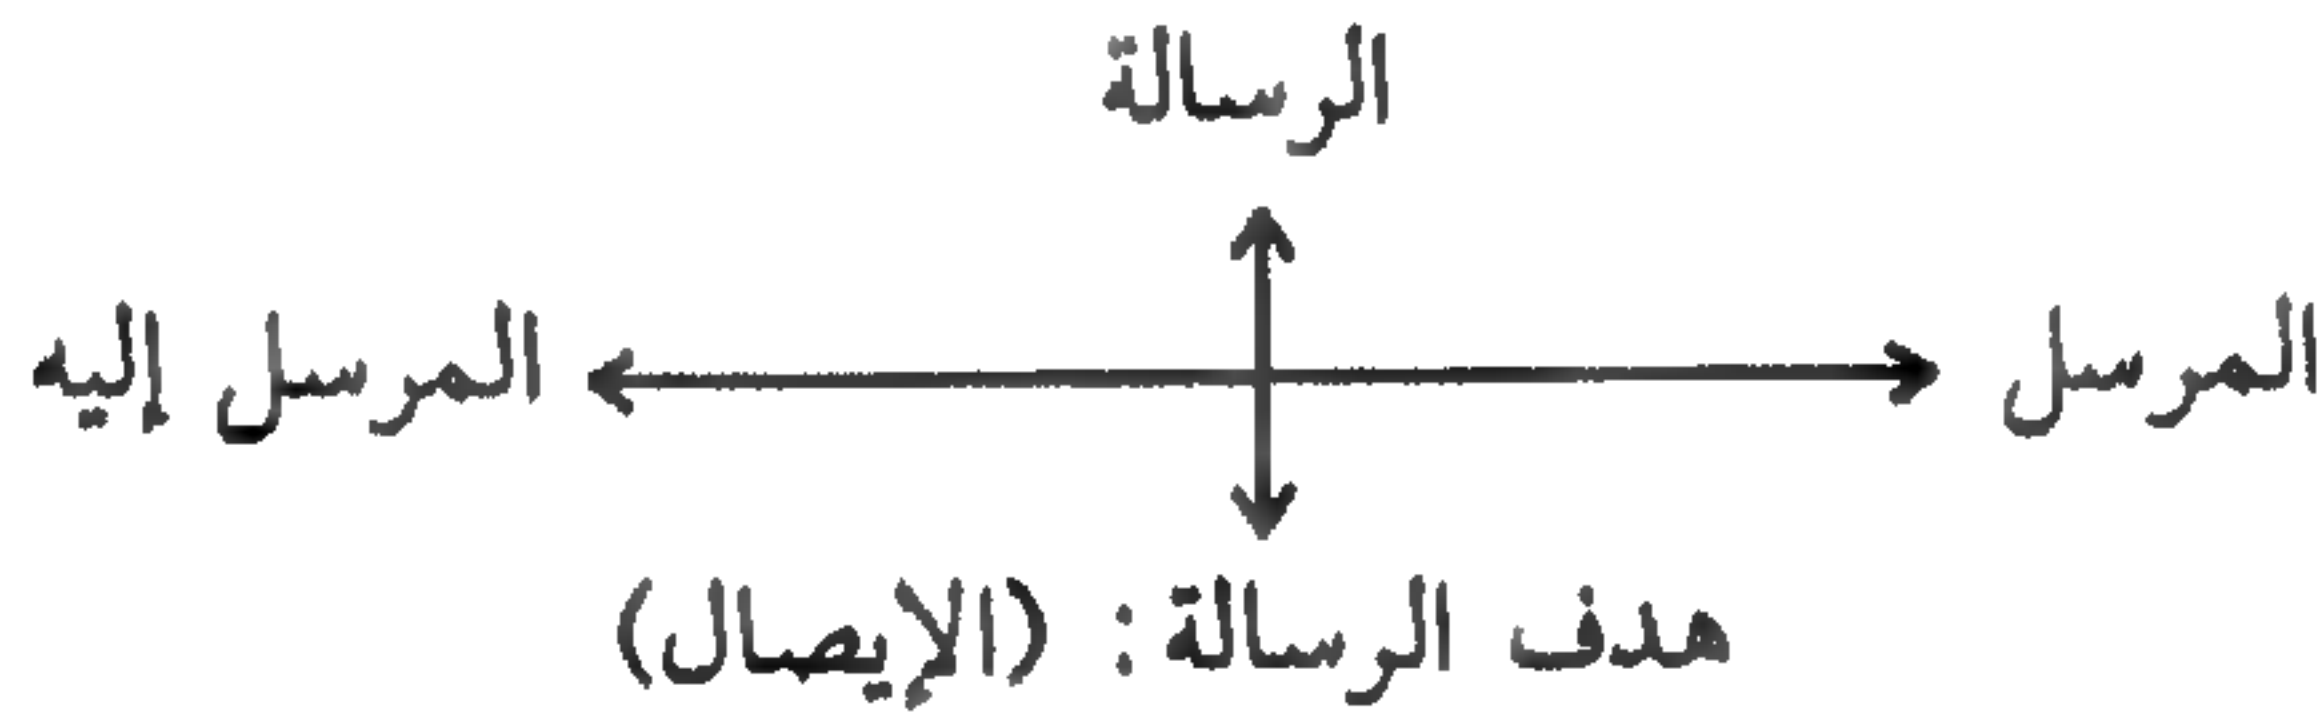 الرسالة
المرسل
المرسل إليه
هدف الرسالة: (الإيصال)